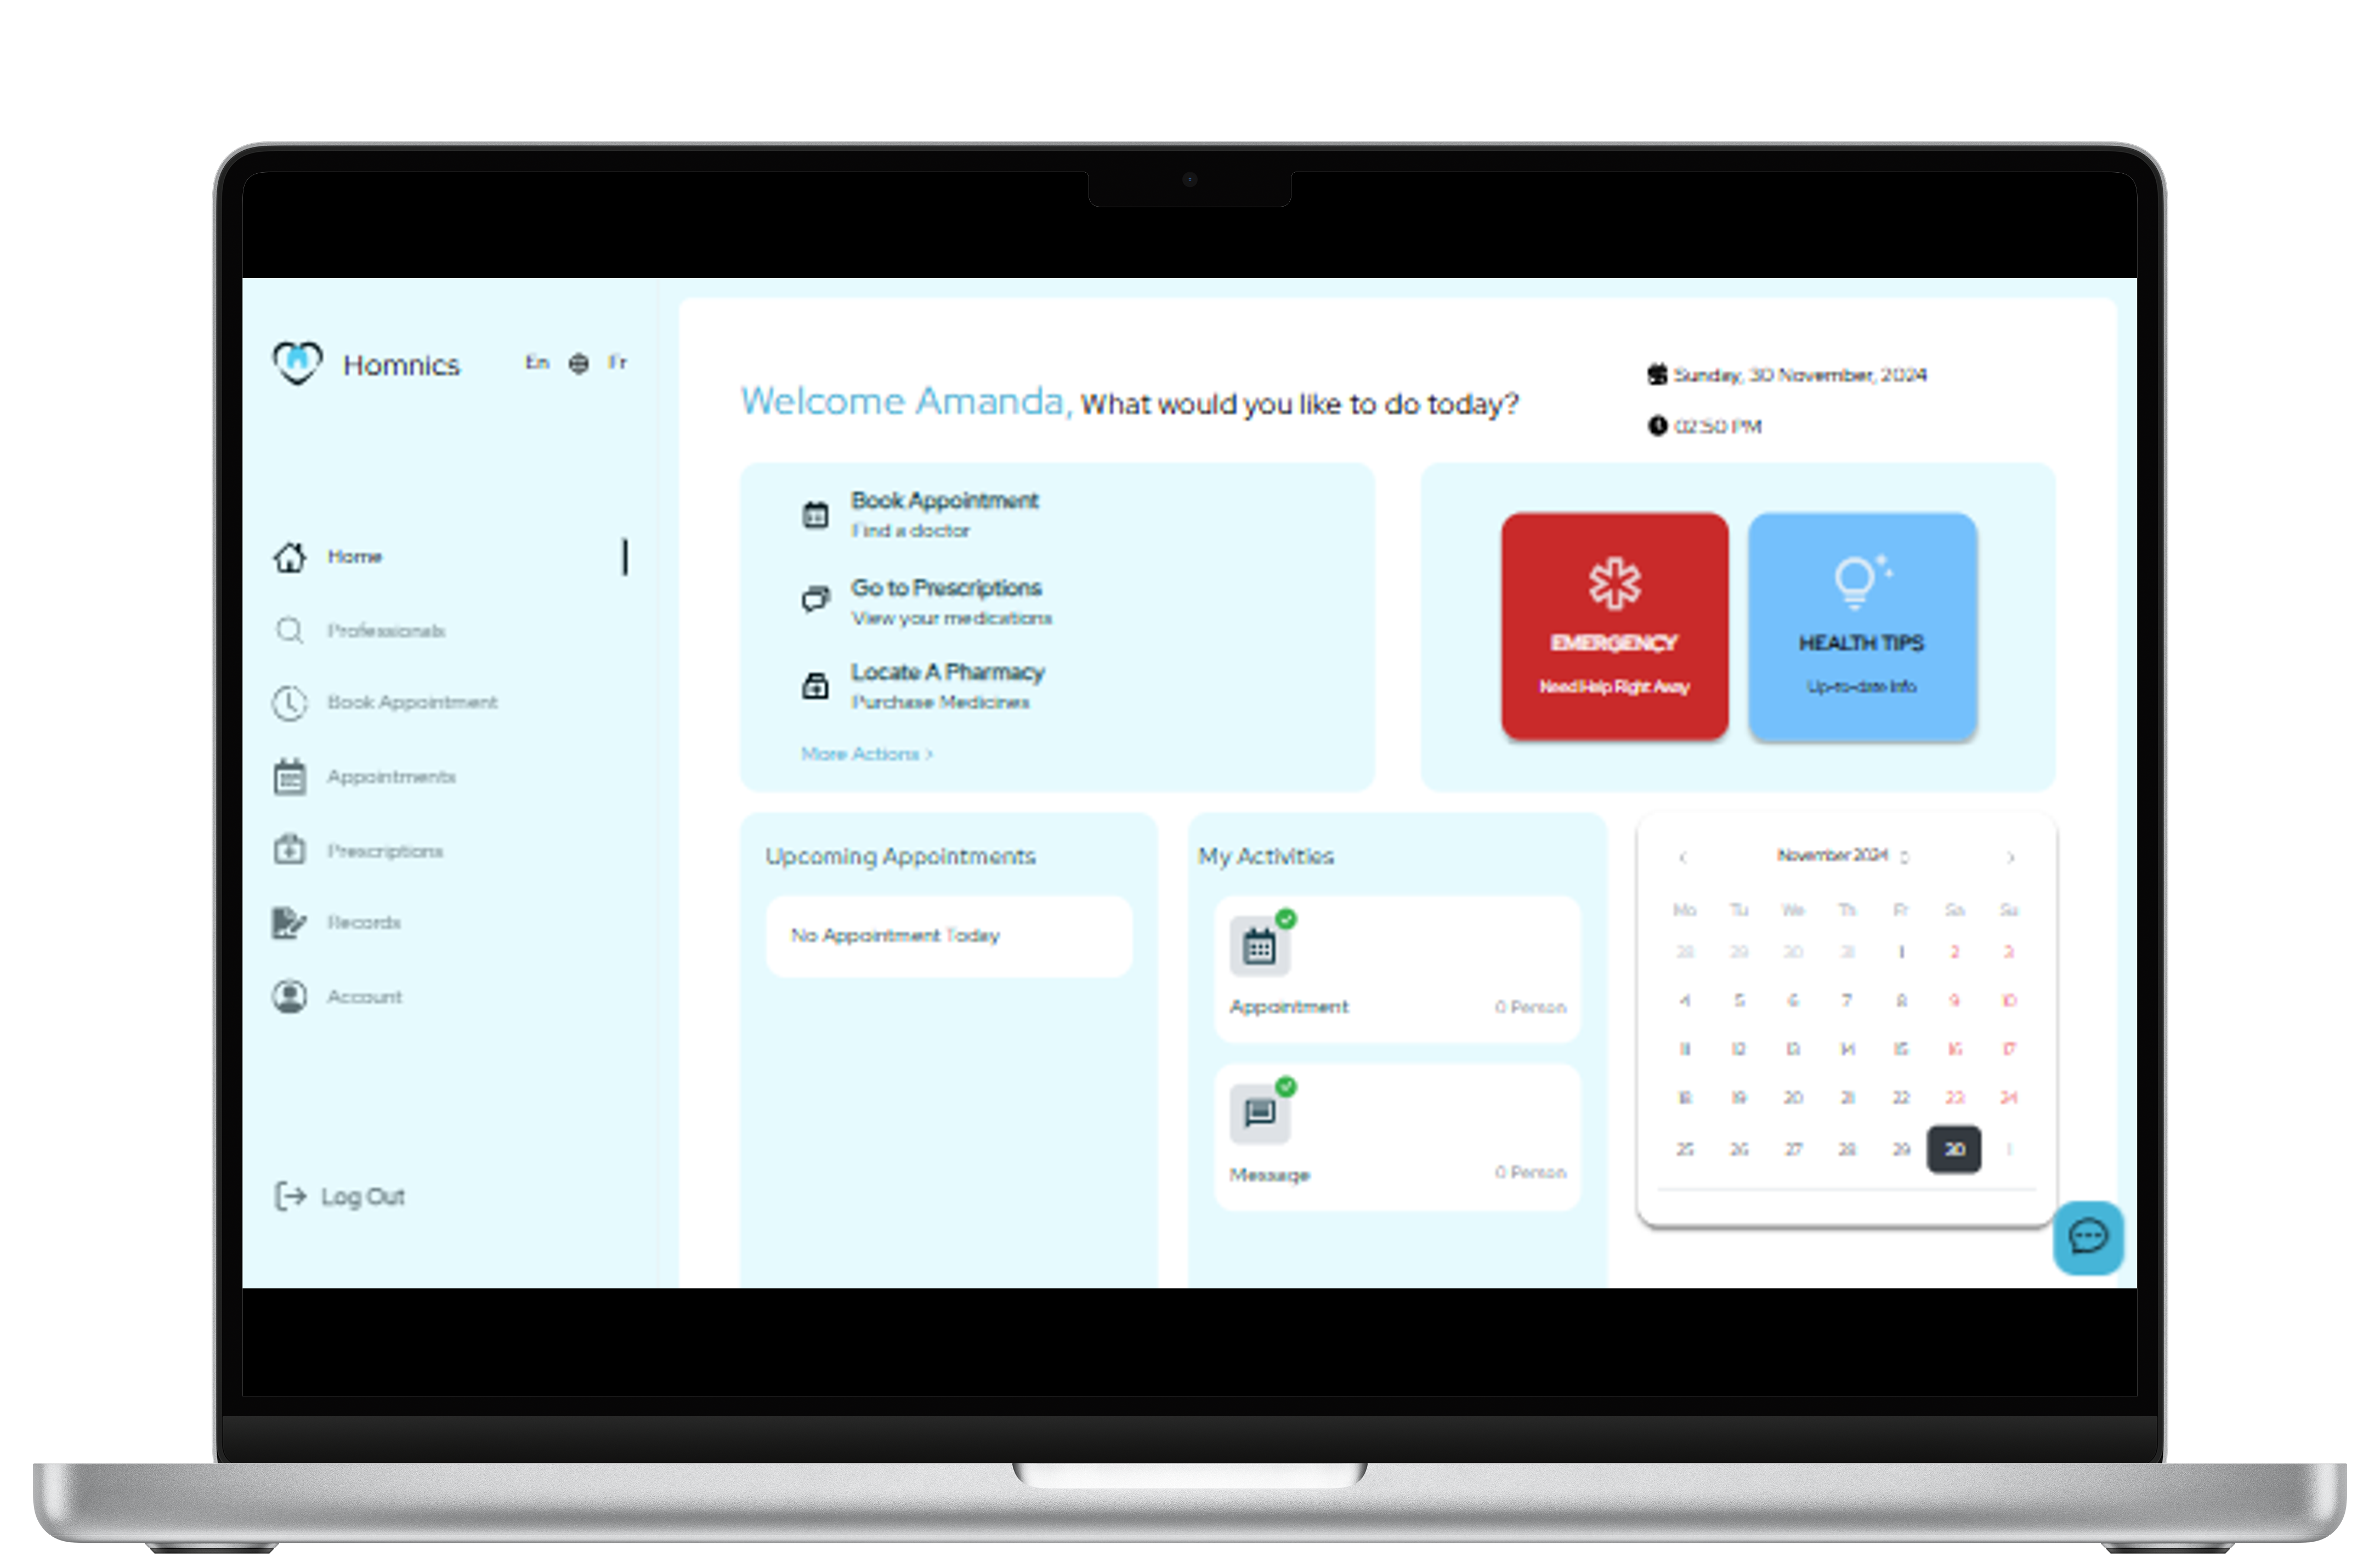 Homnics En Fr
Home
Professionals
Book Appointment
Appointments
Prescriptions
Records
Account
Log Out
Welcome Amanda, What would you like to do today?
Sunday, 30 November, 2024
02:50 PM
Book Appointment
Find a doctor
Go to Prescriptions
View your medications
Locate A Pharmacy
Purchase Medicines
More Actions >
EMERGENCY
Need Help Right Away
HEALTH TIPS
Up-to-date Info
Upcoming Appointments
No Appointment Today
My Activities
Appointment 0 Person
Message 0 Person
November 2024
Mo Tu We Th Fr Sa Su
28 29 30 31 1 2 3
4 5 6 7 8 9 10
11 12 13 14 15 16 17
18 19 20 21 22 23 24
25 26 27 28 29 30 1